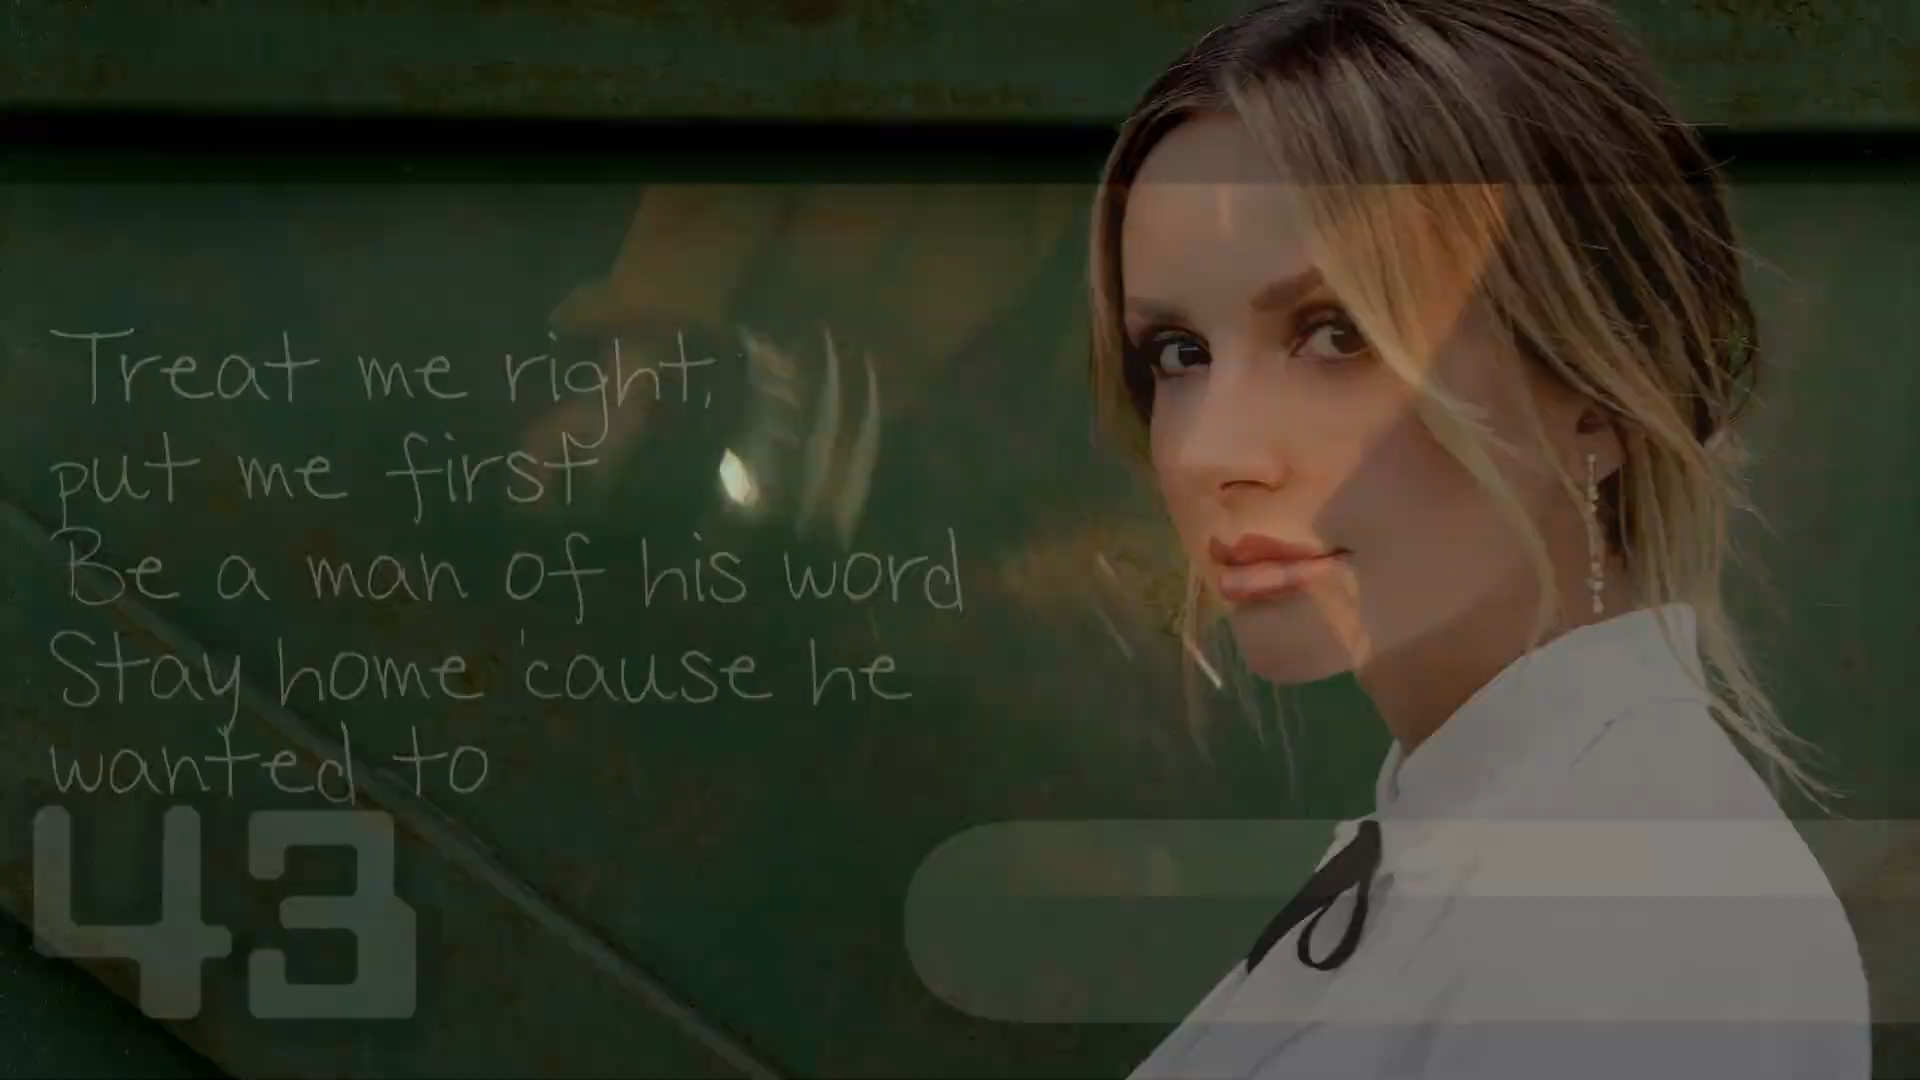 Treat me right,
put me first
Be a man of his word
Stay home 'cause he
wanted to
43